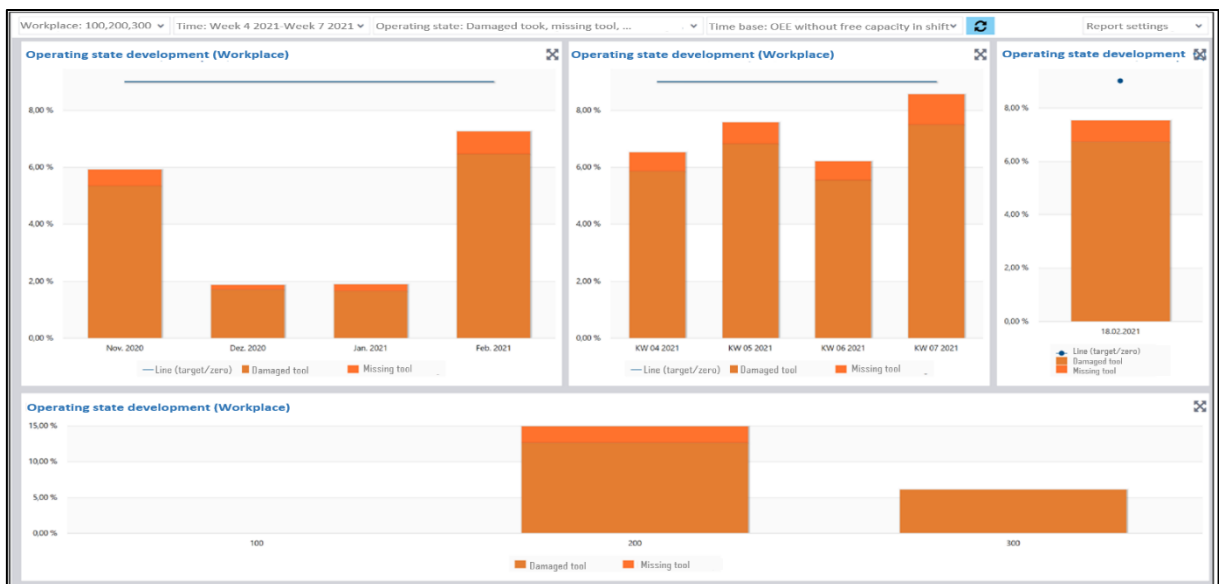 Workplace: 100,200,300 Time: Week 4 2021-Week 7 2021 Operating state: Damaged took, missing tool, ... Time base: OEE without free capacity in shift Report settings
Operating state development (Workplace)
8,00 %
6,00 %
4,00 %
2,00 %
0,00 %
Nov. 2020 Dez. 2020 Jan. 2021 Feb. 2021
Line (target/zero) Damaged tool Missing tool
Operating state development (Workplace)
8,00 %
6,00 %
4,00 %
2,00 %
0,00 %
KW 04 2021 KW 05 2021 KW 06 2021 KW 07 2021
Line (target/zero) Damaged tool Missing tool
Operating state development
8,00 %
6,00 %
4,00 %
2,00 %
0,00 %
18.02.2021
Line (target/zero)
Damaged tool
Missing tool
Operating state development (Workplace)
15,00 %
10,00 %
5,00 %
0,00 %
100 200 300
Damaged tool Missing tool